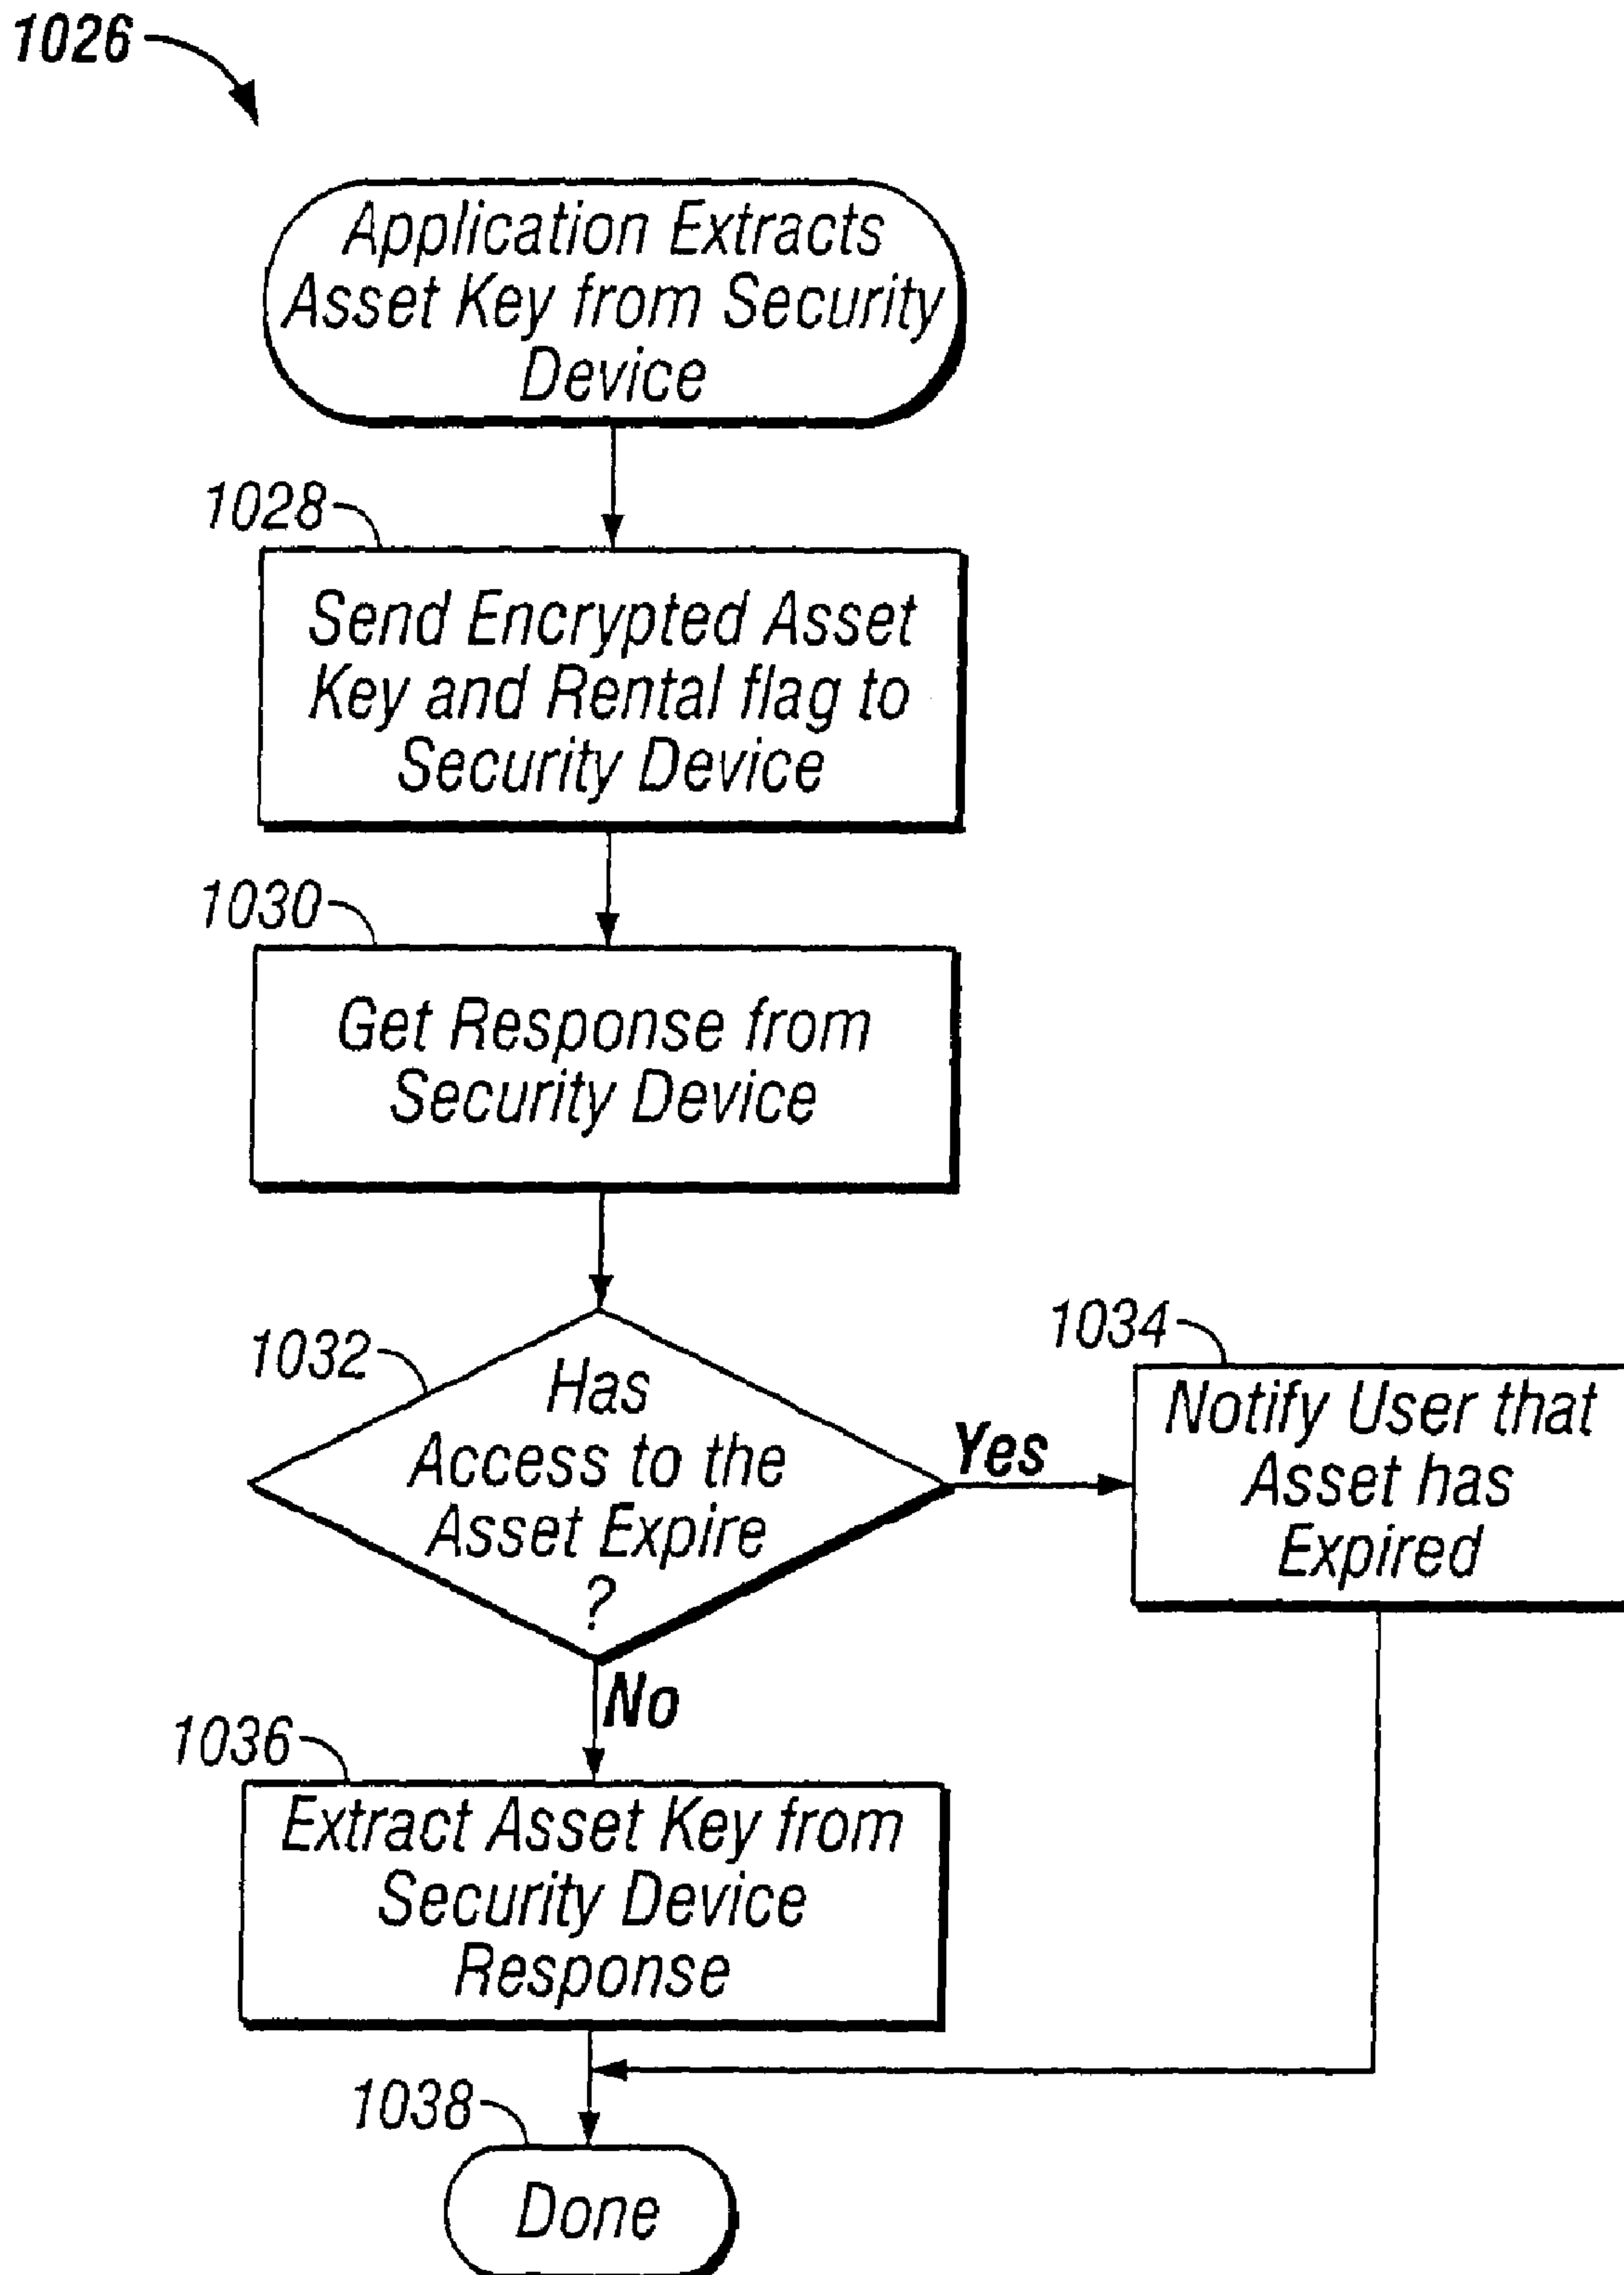 1026
Application Extracts
Asset Key from Security
Device
1028
Send Encrypted Asset
Key and Rental flag to
Security Device
1030
Get Response from
Security Device
1032
Has
Access to the
Asset Expire
?
Yes
1034
Notify User that
Asset has
Expired
No
1036
Extract Asset Key from
Security Device
Response
1038
Done